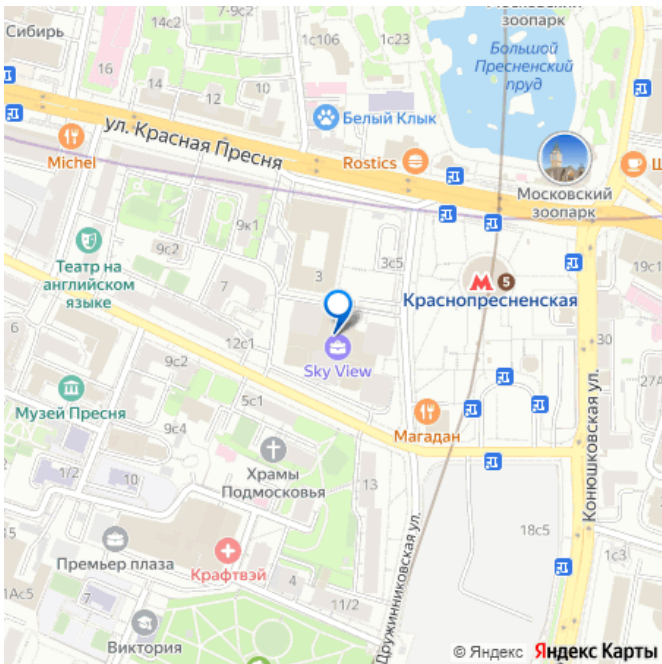 7-9с2
Московский
зоопарк
Сибирь
1с106
1с23
Большой
Пресненский
пруд
16
14
12
10
ул. Красная Пресня
Белый Клык
Michel
Rostics
Ш
Московский
зоопарк
9к1
9с2
3с5
19с1
Театр на
английском
языке
7
3
5
Краснопресненская
12с1
Sky View
30
9с2
27А
Музей Пресня
5с1
Магадан
9с4
Храмы
Подмосковья
1/2
10
13
Конюшковская ул.
18с5
Премьер плаза
Крафтвэй
1с3
4
1Ас5
7
11/2
Дружинниковская ул.
Виктория
© Яндекс Яндекс Карты